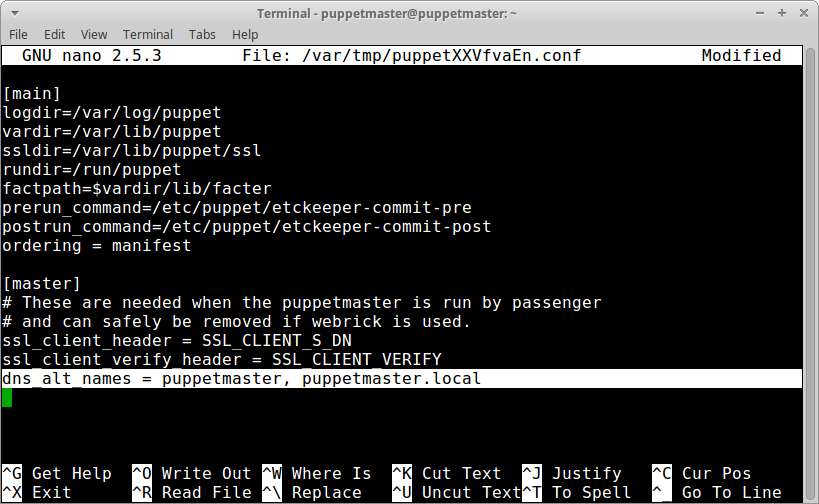 Terminal - puppetmaster@puppetmaster: ~
File Edit View Terminal Tabs Help
GNU nano 2.5.3 File: /var/tmp/puppetXXVfvaEn.conf Modified
[main]
logdir=/var/log/puppet
vardir=/var/lib/puppet
ssldir=/var/lib/puppet/ssl
rundir=/run/puppet
factpath=$vardir/lib/facter
prerun_command=/etc/puppet/etckeeper-commit-pre
postrun_command=/etc/puppet/etckeeper-commit-post
ordering = manifest
[master]
# These are needed when the puppetmaster is run by passenger
# and can safely be removed if webrick is used.
ssl_client_header = SSL_CLIENT_S_DN
ssl_client_verify_header = SSL_CLIENT_VERIFY
dns_alt_names = puppetmaster, puppetmaster.local
^G Get Help ^O Write Out ^W Where Is ^K Cut Text ^J Justify ^C Cur Pos
^X Exit ^R Read File ^\ Replace ^U Uncut Text ^T To Spell ^_ Go To Line